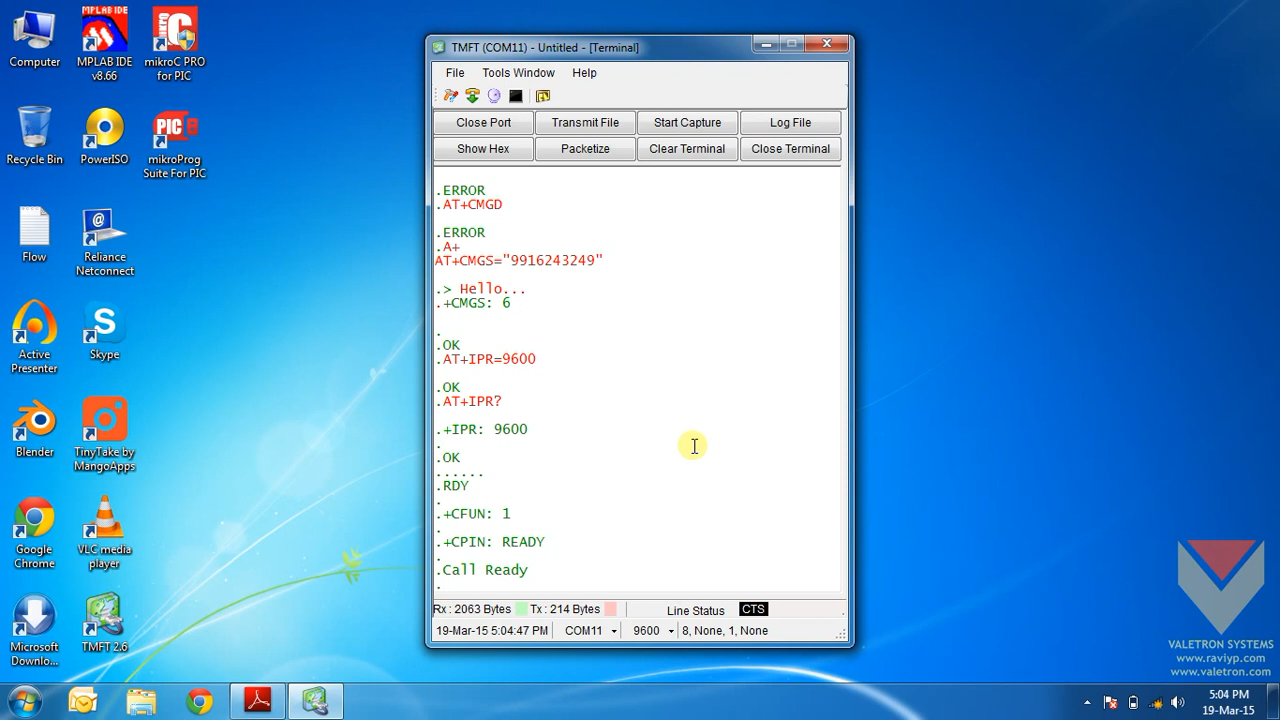 Computer
MPLAB IDE
v8.66
mikroC PRO
for PIC
Recycle Bin
PowerISO
mikroProg
Suite For PIC
Flow
Reliance
Netconnect
Active
Presenter
Skype
Blender
TinyTake by
MangoApps
Google
Chrome
VLC media
player
Microsoft
Downlo...
TMFT 2.6
TMFT (COM11) - Untitled - [Terminal]
File Tools Window Help
Close Port Transmit File Start Capture Log File
Show Hex Packetize Clear Terminal Close Terminal
.ERROR
.AT+CMGD
.ERROR
.A+
AT+CMGS="9916243249"
.> Hello...
.+CMGS: 6
.
.OK
.AT+IPR=9600
.OK
.AT+IPR?
.+IPR: 9600
.
.OK
......
.RDY
.
.+CFUN: 1
.
.+CPIN: READY
.
.Call Ready
.
Rx : 2063 Bytes Tx : 214 Bytes Line Status CTS
19-Mar-15 5:04:47 PM COM11 9600 8, None, 1, None
VALETRON SYSTEMS
www.raviyp.com
www.valetron.com
5:04 PM
19-Mar-15